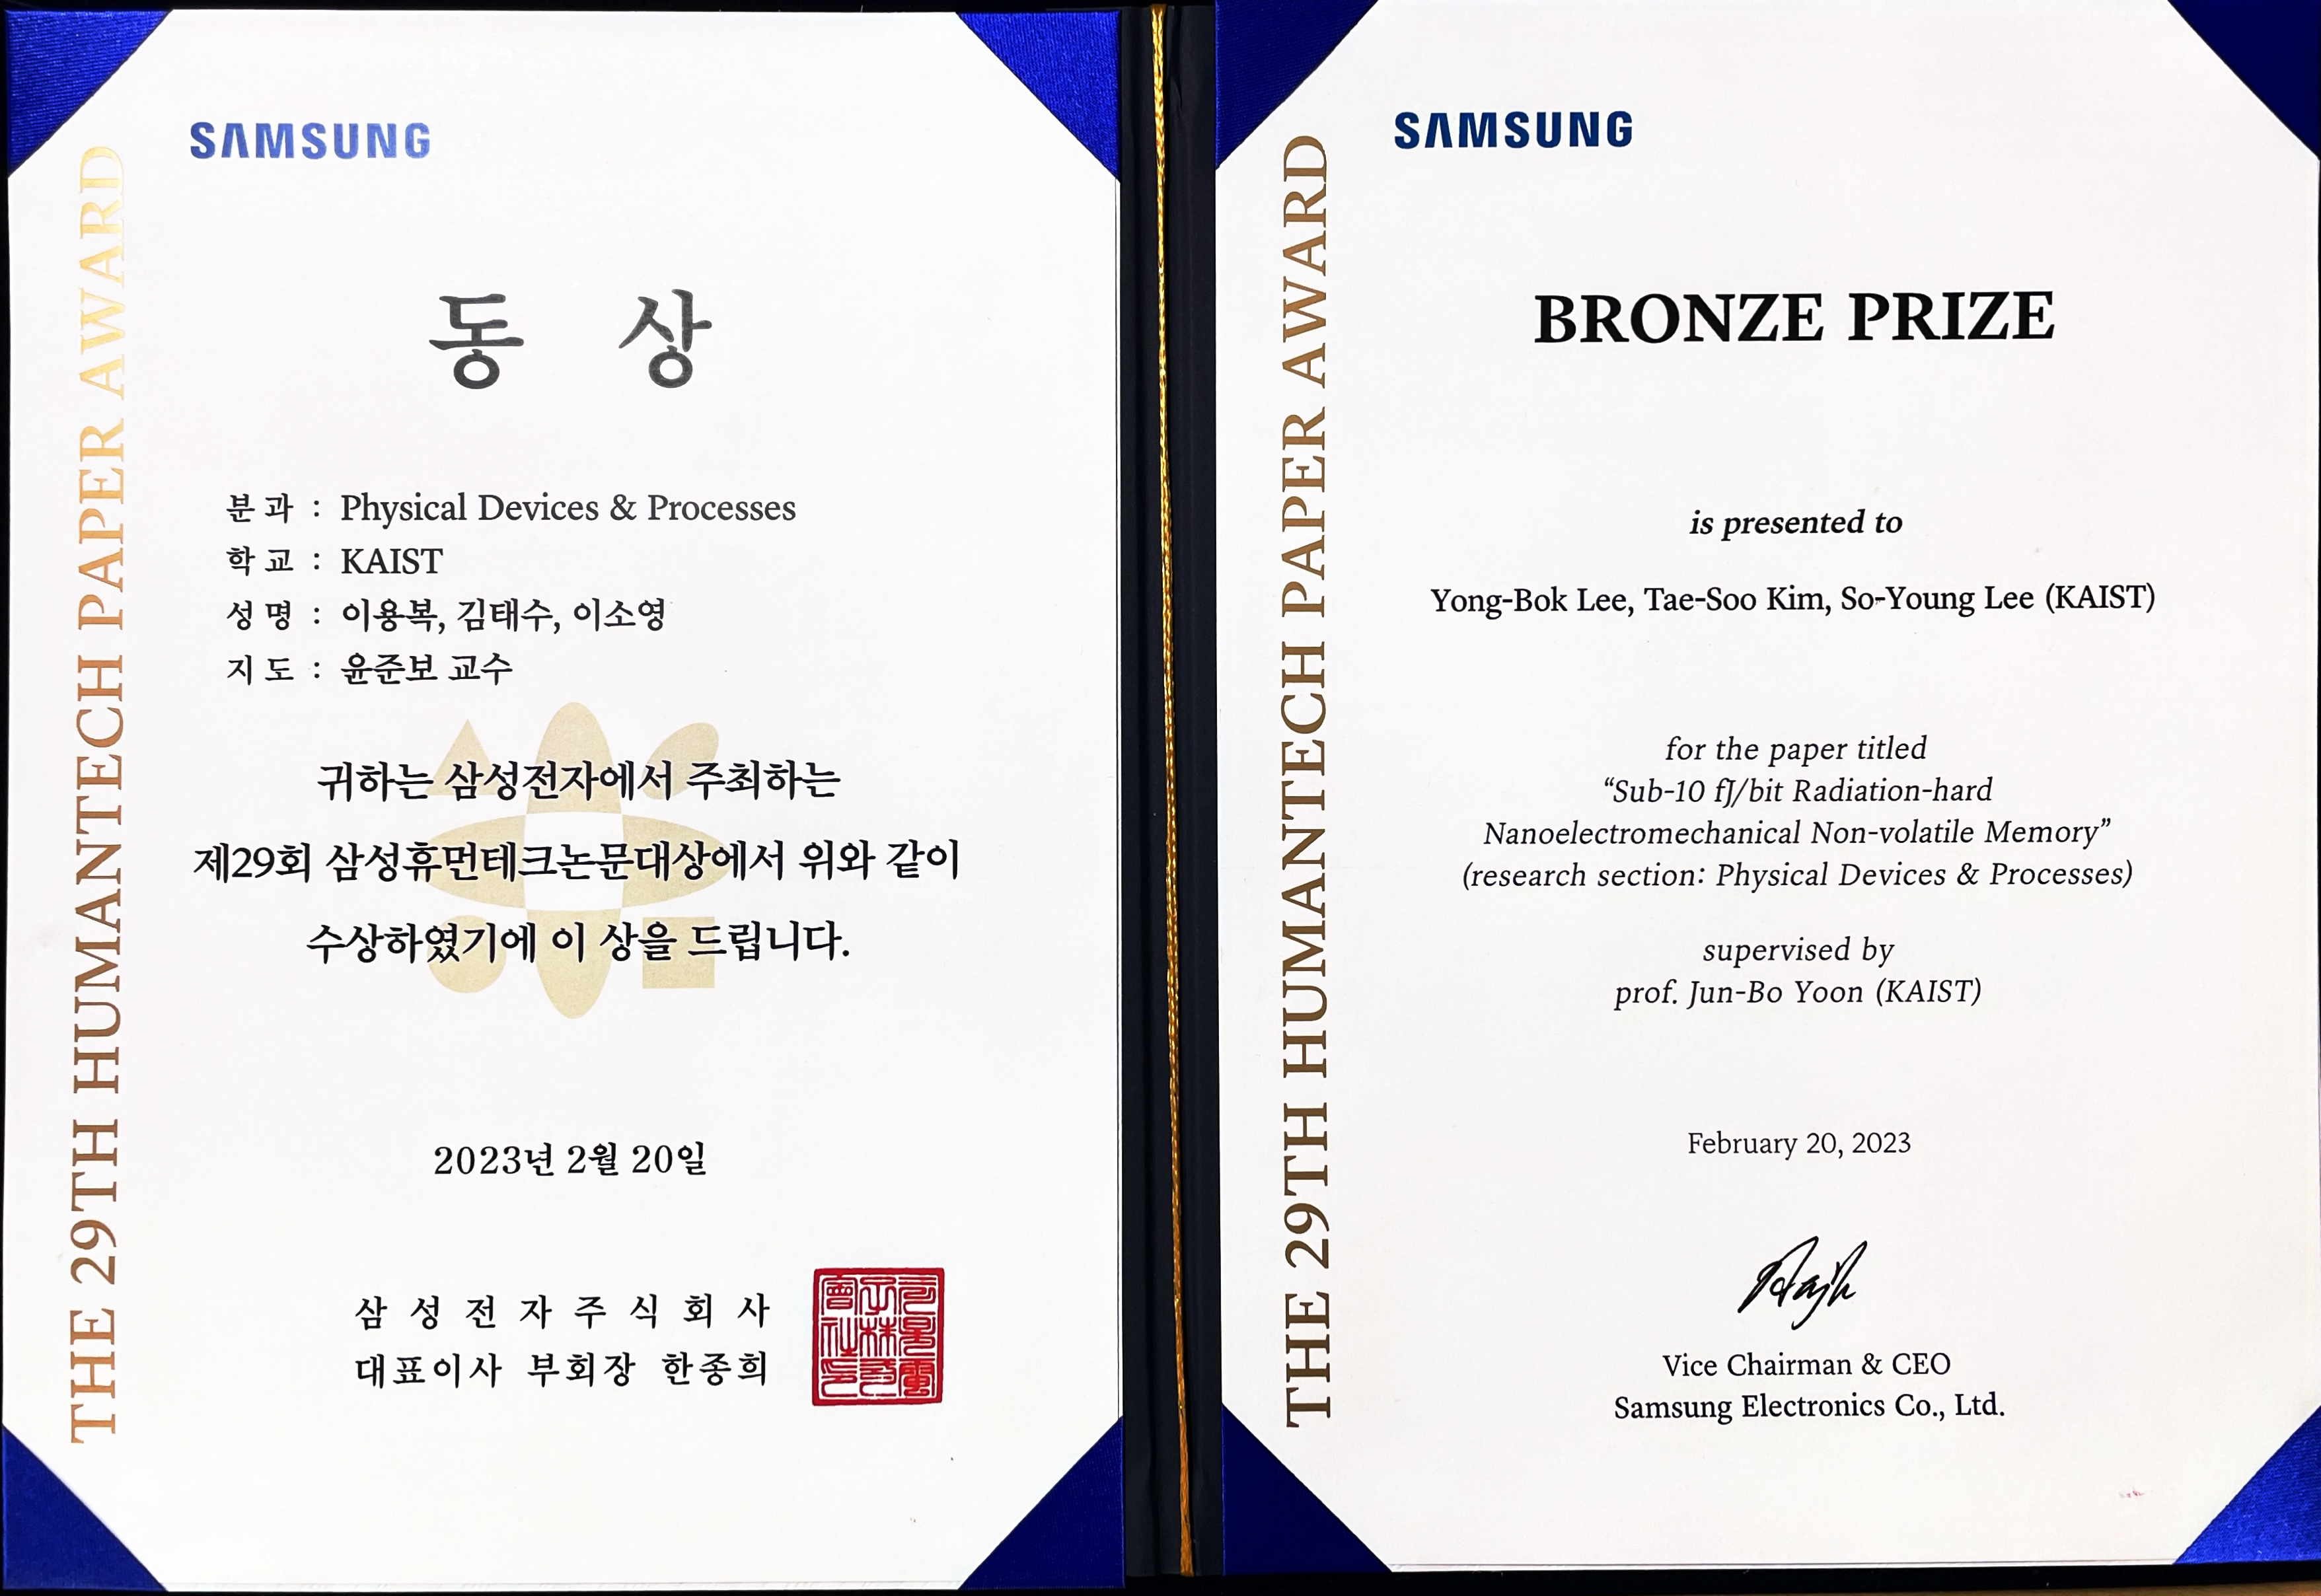 SAMSUNG
THE 29TH HUMANTECH PAPER AWARD
동 상
분 과 : Physical Devices & Processes
학 교 : KAIST
성 명 : 이용복, 김태수, 이소영
지 도 : 윤준보 교수
귀하는 삼성전자에서 주최하는
제29회 삼성휴먼테크논문대상에서 위와 같이
수상하였기에 이 상을 드립니다.
2023년 2월 20일
삼 성 전 자 주 식 회 사
대표이사 부회장 한종희
SAMSUNG
THE 29TH HUMANTECH PAPER AWARD
BRONZE PRIZE
is presented to
Yong-Bok Lee, Tae-Soo Kim, So-Young Lee (KAIST)
for the paper titled
“Sub-10 fJ/bit Radiation-hard
Nanoelectromechanical Non-volatile Memory”
(research section: Physical Devices & Processes)
supervised by
prof. Jun-Bo Yoon (KAIST)
February 20, 2023
Vice Chairman & CEO
Samsung Electronics Co., Ltd.